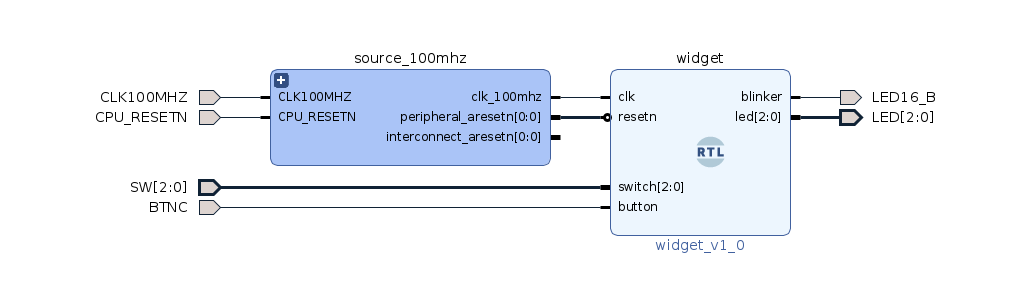 source_100mhz
widget
CLK100MHZ
CPU_RESETN
CLK100MHZ
CPU_RESETN
clk_100mhz
peripheral_aresetn[0:0]
interconnect_aresetn[0:0]
clk
resetn
blinker
led[2:0]
LED16_B
LED[2:0]
RTL
SW[2:0]
BTNC
switch[2:0]
button
widget_v1_0